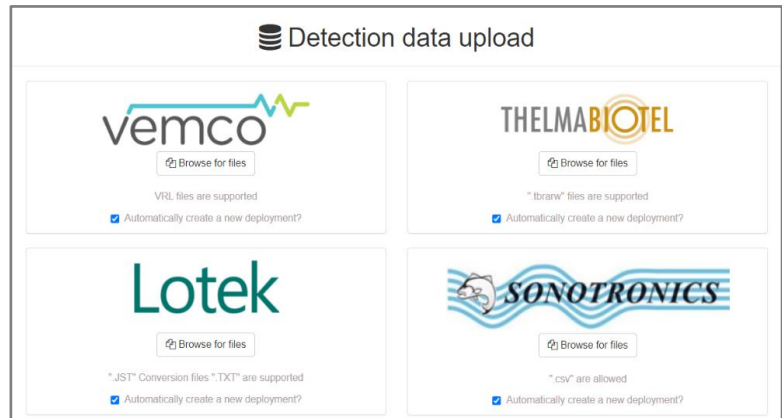 Detection data upload
vemco
Browse for files
VRL files are supported
Automatically create a new deployment?
THELMABIOTEL
Browse for files
".tbrarw" files are supported
Automatically create a new deployment?
Lotek
Browse for files
".JST" Conversion files ".TXT" are supported
Automatically create a new deployment?
SONOTRONICS
Browse for files
".csv" are allowed
Automatically create a new deployment?